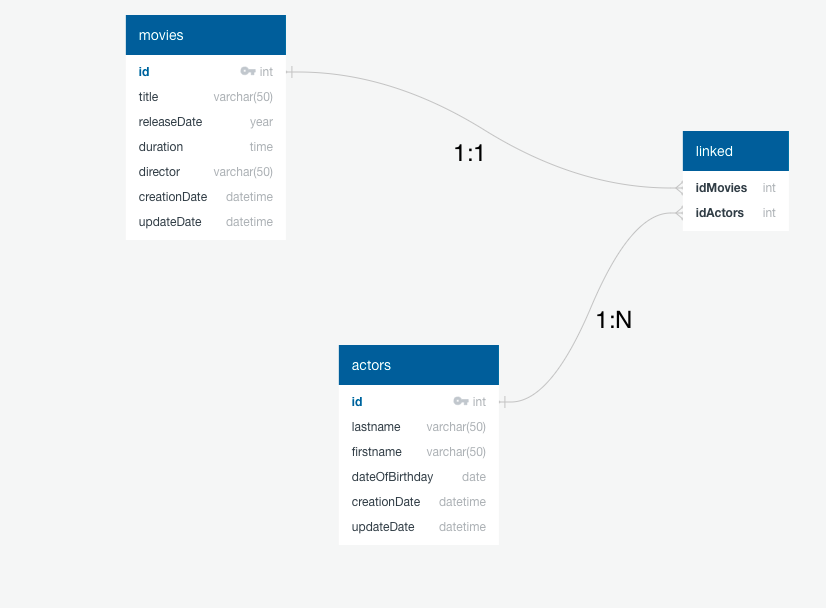 movies
id int
title varchar(50)
releaseDate year
duration time
director varchar(50)
creationDate datetime
updateDate datetime
1:1
linked
idMovies int
idActors int
1:N
actors
id int
lastname varchar(50)
firstname varchar(50)
dateOfBirthday date
creationDate datetime
updateDate datetime